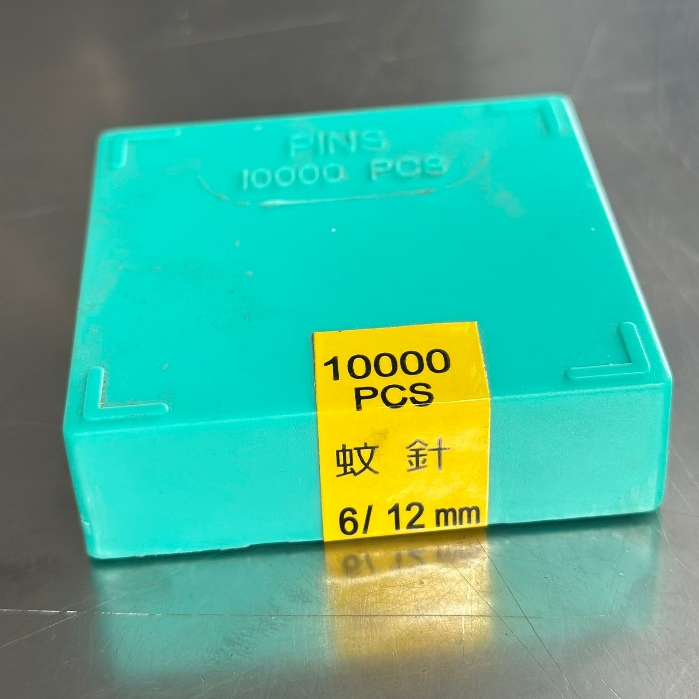 PINS
10000 PCS
10000
PCS
蚊 針
6/ 12 mm